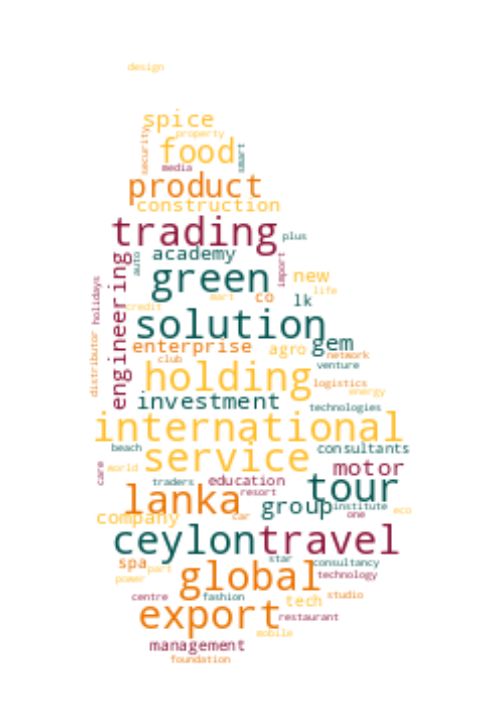 design
spice
property
security
food
smart
media
product
construction
trading
plus
academy
auto
engineering
green
import
new
life
holidays
mart
co
lk
credit
solution
gem
enterprise
agro
network
club
venture
distributor
holding
logistics
energy
investment
technologies
international
beach
service
consultants
care
world
motor
traders
education
tour
resort
lanka
group
institute
eco
company
car
one
ceylon
travel
star
spa
consultancy
part
global
technology
power
centre
fashion
tech
studio
export
restaurant
mobile
management
foundation